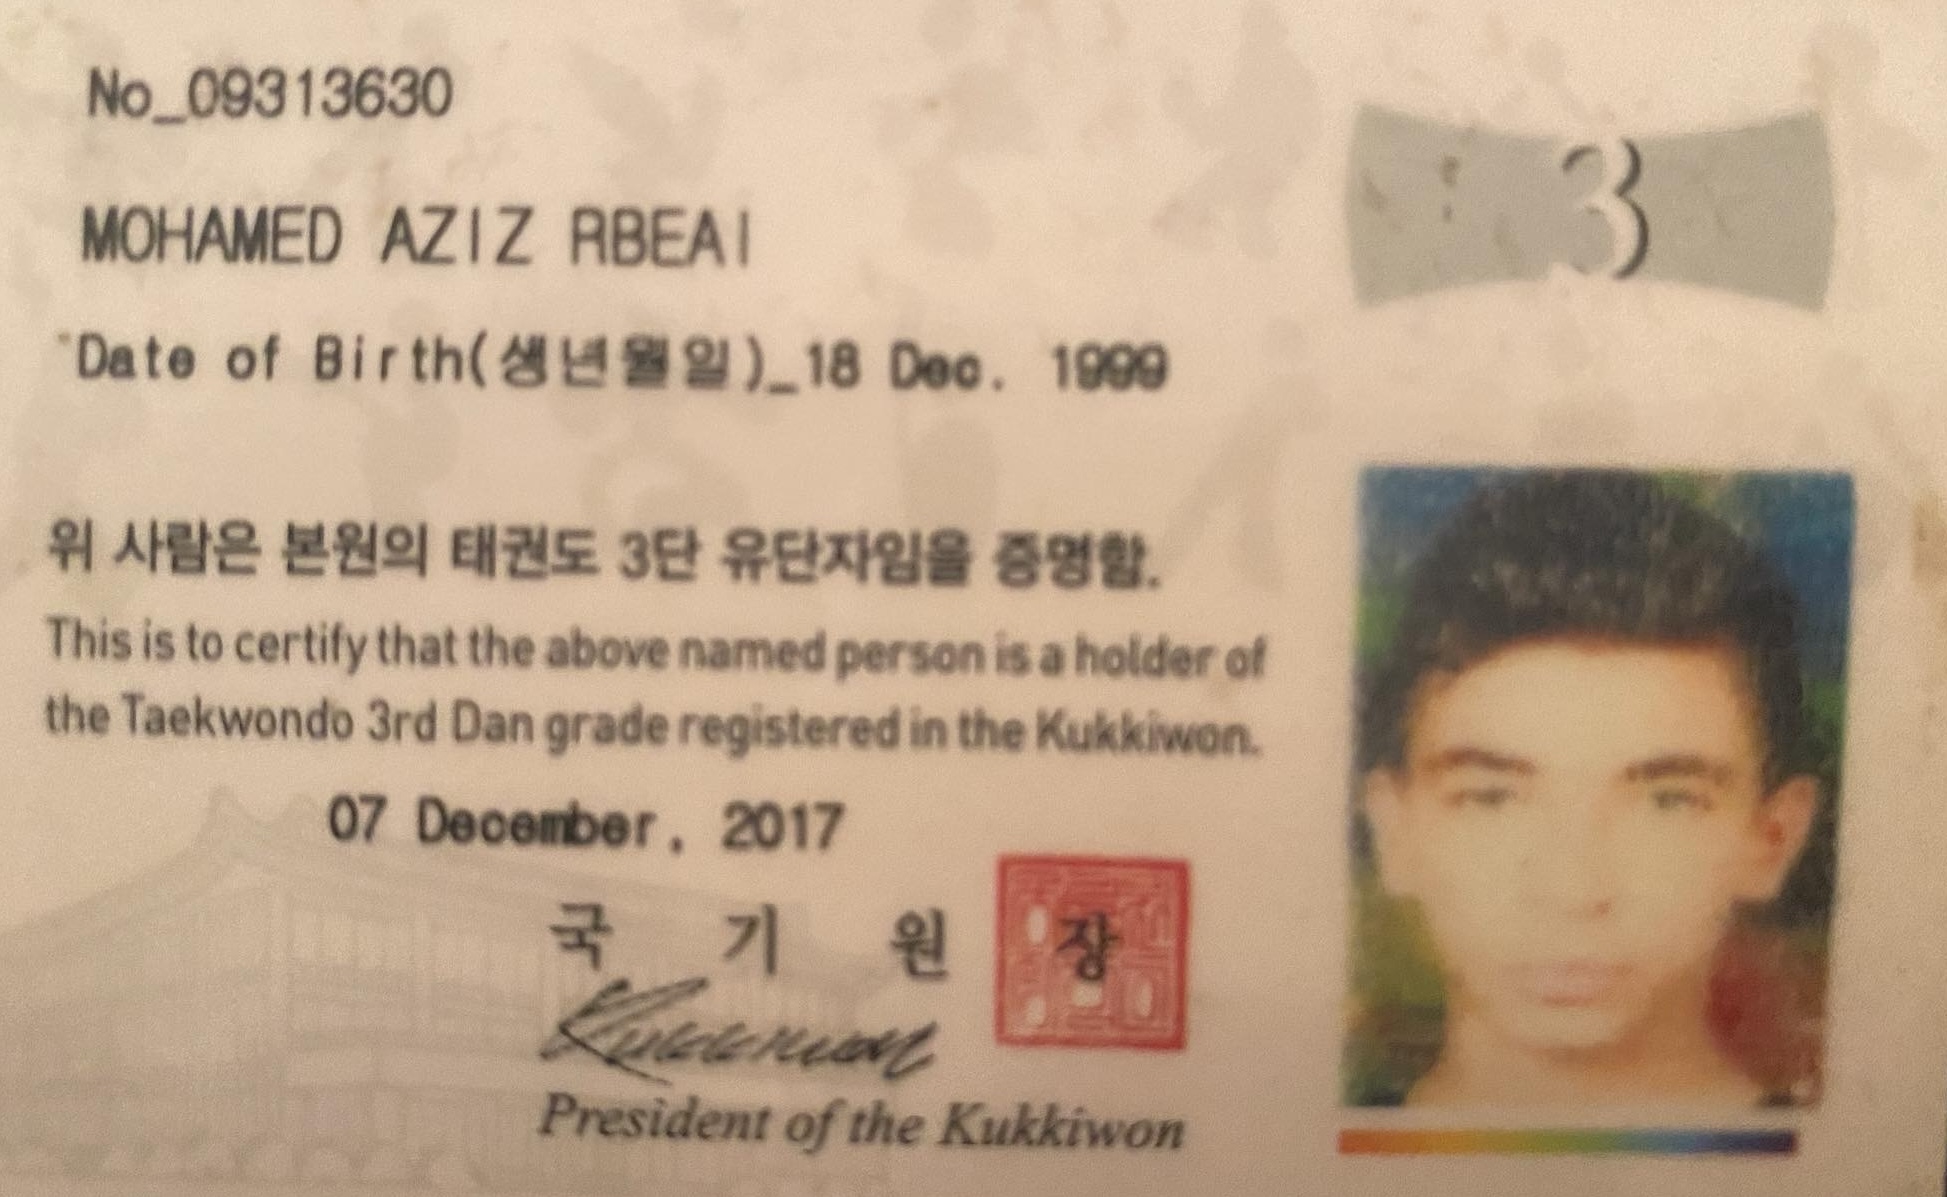 No_09313630
3
MOHAMED AZIZ RBEAI
Date of Birth(생년월일)_18 Dec. 1999
위 사람은 본원의 태권도 3단 유단자임을 증명함.
This is to certify that the above named person is a holder of
the Taekwondo 3rd Dan grade registered in the Kukkiwon.
07 December, 2017
국 기 원 장
Kukkiwon
President of the Kukkiwon